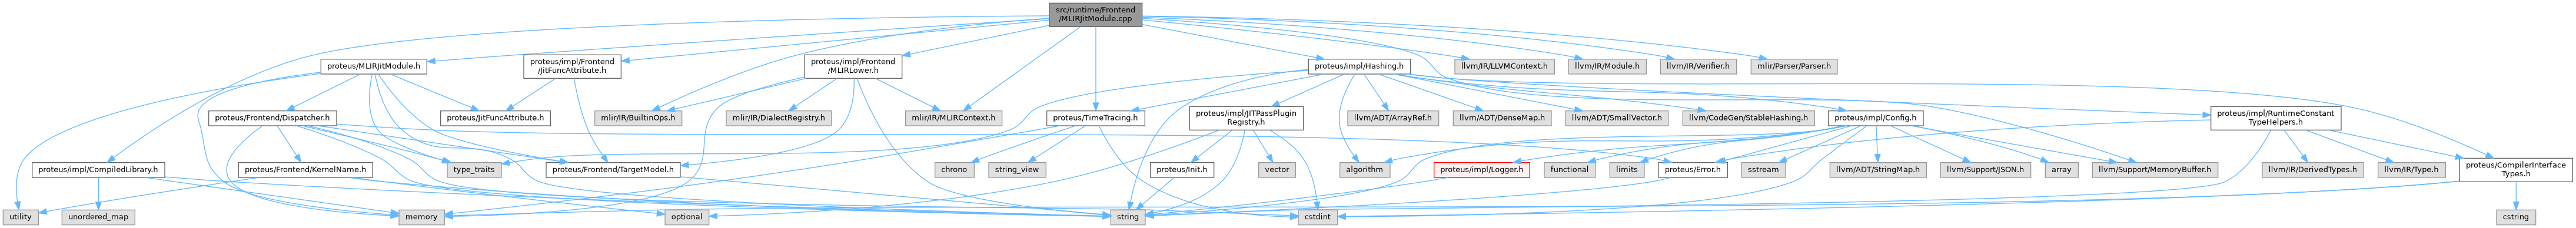 src/runtime/Frontend
/MLIRJitModule.cpp
proteus/MLIRJitModule.h
proteus/impl/Frontend
/JitFuncAttribute.h
proteus/impl/Frontend
/MLIRLower.h
proteus/impl/Hashing.h
llvm/IR/LLVMContext.h
llvm/IR/Module.h
llvm/IR/Verifier.h
mlir/Parser/Parser.h
proteus/Frontend/Dispatcher.h
proteus/JitFuncAttribute.h
mlir/IR/BuiltinOps.h
mlir/IR/DialectRegistry.h
mlir/IR/MLIRContext.h
proteus/TimeTracing.h
proteus/impl/JITPassPlugin
Registry.h
llvm/ADT/ArrayRef.h
llvm/ADT/DenseMap.h
llvm/ADT/SmallVector.h
llvm/CodeGen/StableHashing.h
proteus/impl/Config.h
proteus/impl/RuntimeConstant
TypeHelpers.h
proteus/impl/CompiledLibrary.h
proteus/Frontend/KernelName.h
type_traits
proteus/Frontend/TargetModel.h
chrono
string_view
proteus/Init.h
vector
algorithm
proteus/impl/Logger.h
functional
limits
proteus/Error.h
sstream
llvm/ADT/StringMap.h
llvm/Support/JSON.h
array
llvm/Support/MemoryBuffer.h
llvm/IR/DerivedTypes.h
llvm/IR/Type.h
proteus/CompilerInterface
Types.h
utility
unordered_map
memory
optional
string
cstdint
cstring